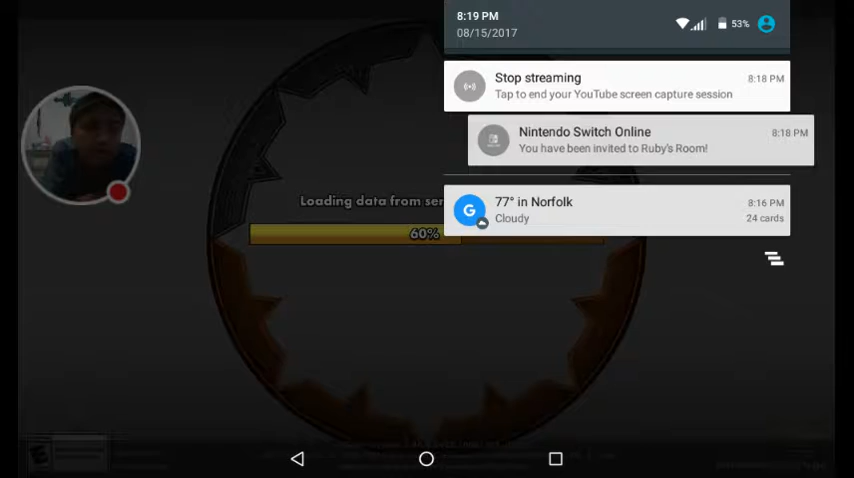 8:19 PM
08/15/2017
53%
Stop streaming
8:18 PM
Tap to end your YouTube screen capture session
Nintendo Switch Online
8:18 PM
You have been invited to Ruby's Room!
Loading data from ser
60%
77° in Norfolk
8:16 PM
Cloudy
24 cards